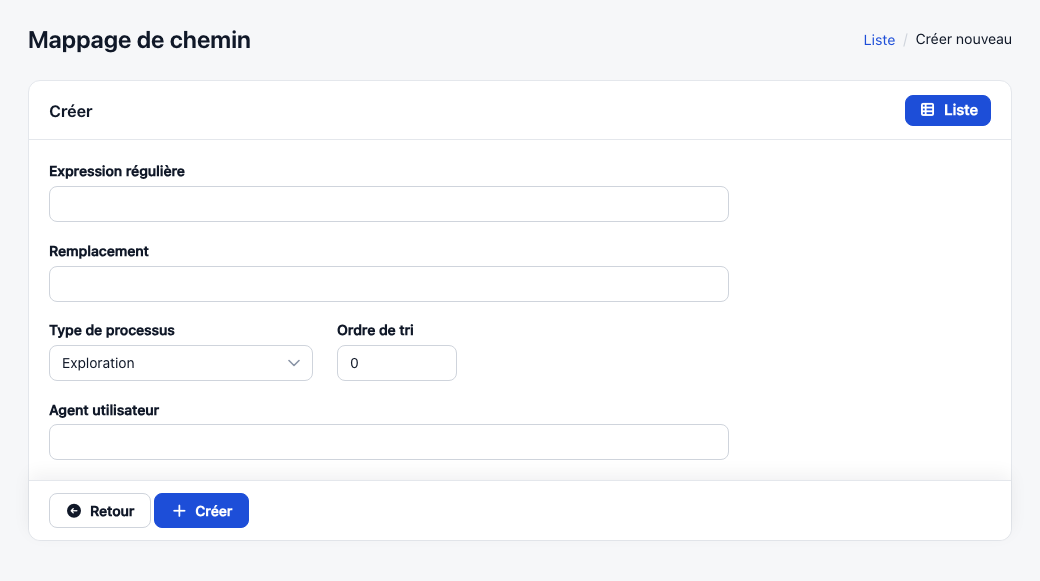 Mappage de chemin
Liste / Créer nouveau
Créer
Liste
Expression régulière
Remplacement
Type de processus
Ordre de tri
Exploration
0
Agent utilisateur
Retour
Créer